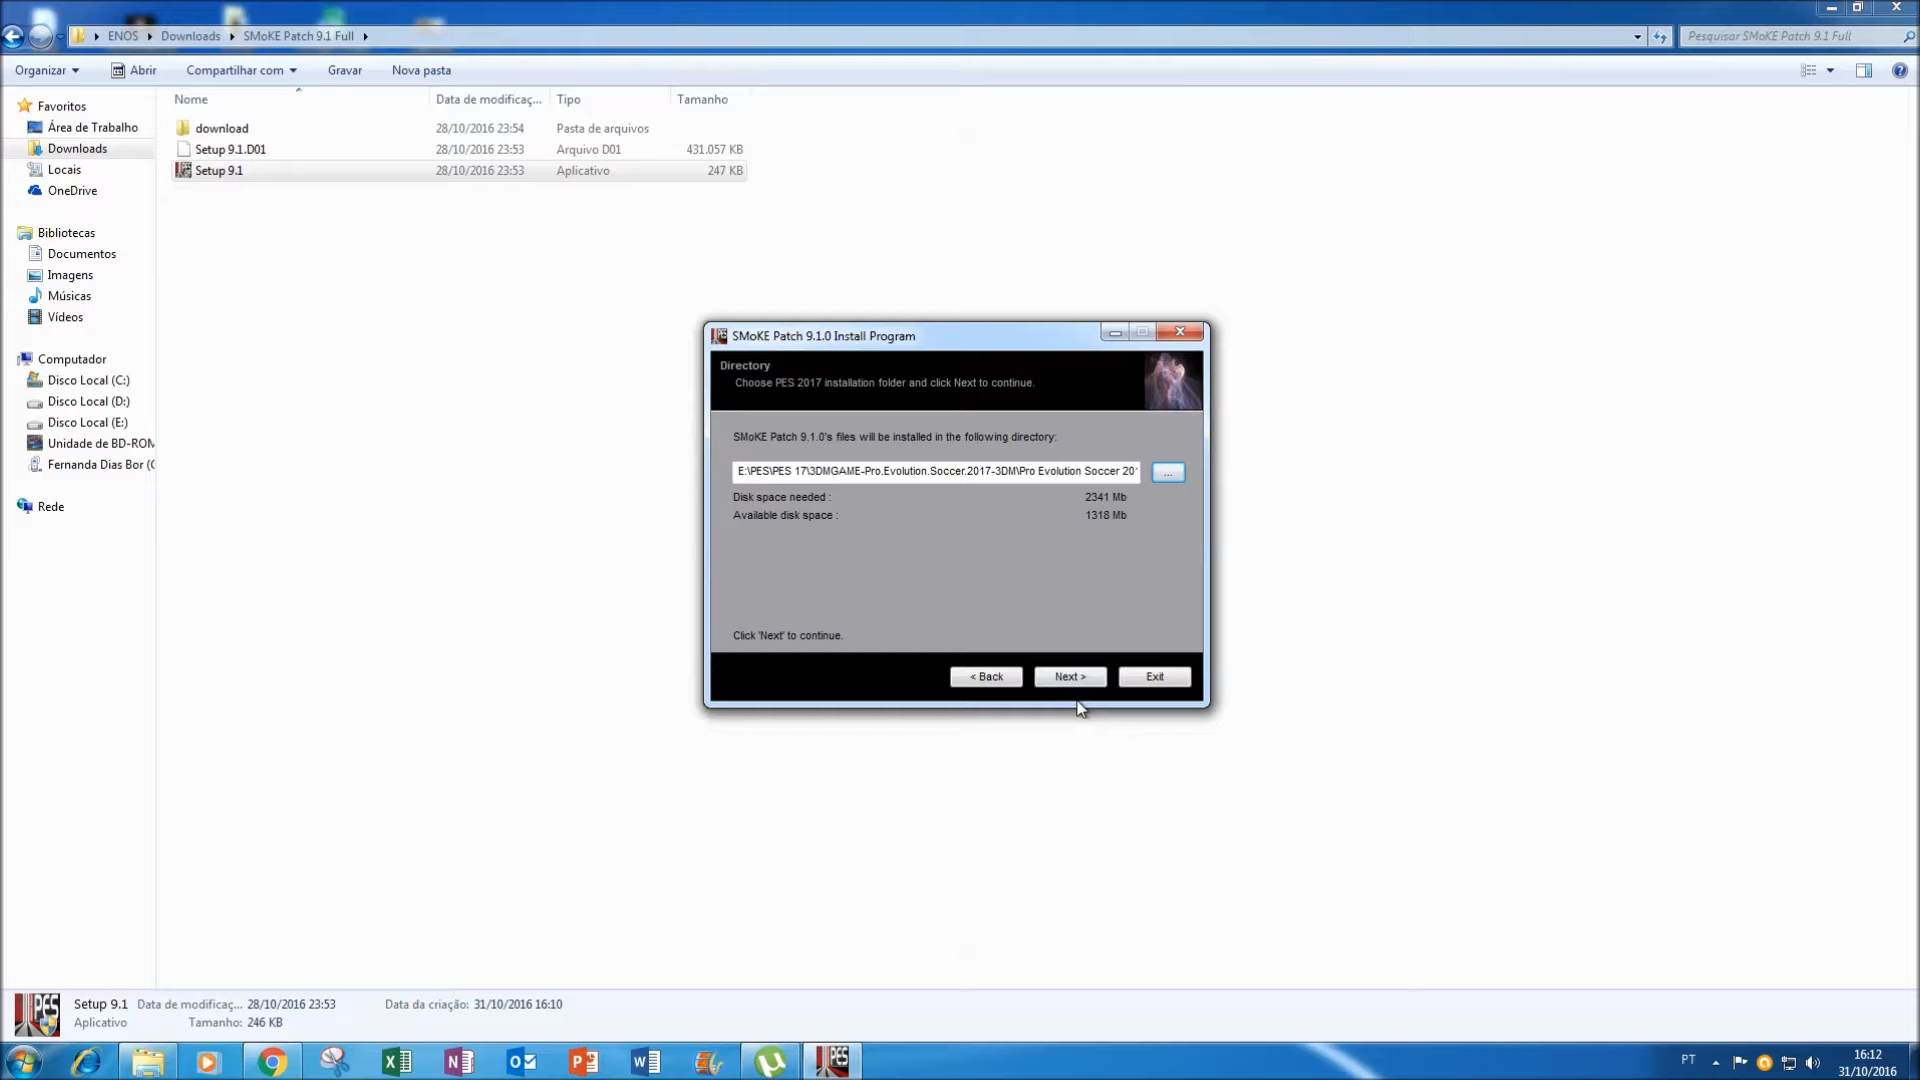 ENOS
Downloads
SMoKE Patch 9.1 Full
Pesquisar SMoKE Patch 9.1 Full
Organizar
Abrir
Compartilhar com
Gravar
Nova pasta
Nome
Data de modificaç...
Tipo
Tamanho
download
28/10/2016 23:54
Pasta de arquivos
Setup 9.1.D01
28/10/2016 23:53
Arquivo D01
431.057 KB
Setup 9.1
28/10/2016 23:53
Aplicativo
247 KB
Favoritos
Área de Trabalho
Downloads
Locais
OneDrive
Bibliotecas
Documentos
Imagens
Músicas
Vídeos
Computador
Disco Local (C:)
Disco Local (D:)
Disco Local (E:)
Unidade de BD-ROM
Fernanda Dias Bor (
Rede
SMoKE Patch 9.1.0 Install Program
Directory
Choose PES 2017 installation folder and click Next to continue.
SMoKE Patch 9.1.0's files will be installed in the following directory:
E:\PES\PES 17\3DMGAME-Pro.Evolution.Soccer.2017-3DM\Pro Evolution Soccer 20
...
Disk space needed :
2341 Mb
Available disk space :
1318 Mb
Click 'Next' to continue.
< Back
Next >
Exit
Setup 9.1
Data de modificaç... 28/10/2016 23:53
Data da criação: 31/10/2016 16:10
Aplicativo
Tamanho: 246 KB
PT
16:12
31/10/2016